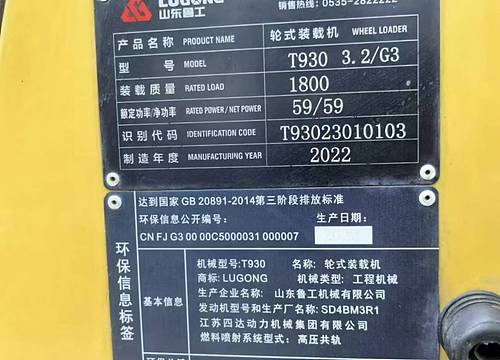 LUGONG
山东鲁工
销售热线: 0535-2822222
产品名称 PRODUCT NAME 轮式装载机 WHEEL LOADER
型号 MODEL T930 3.2/G3
装载质量 RATED LOAD 1800
额定功率/净功率 RATED POWER / NET POWER 59/59
识别代码 IDENTIFICATION CODE T93023010103
制造年度 MANUFACTURING YEAR 2022
达到国家 GB 20891-2014第三阶段排放标准
环保信息公开编号: 生产日期:
CN FJ G3 00 00C5000031 000007
环保信息标签
基本信息
机械型号: T930 名称: 轮式装载机
商标: LUGONG 机械类型: 工程机械
生产企业名称: 山东鲁工机械有限公司
发动机型号和生产厂: SD4BM3R1
江苏四达动力机械集团有限公司
燃料喷射系统型式: 高压共轨